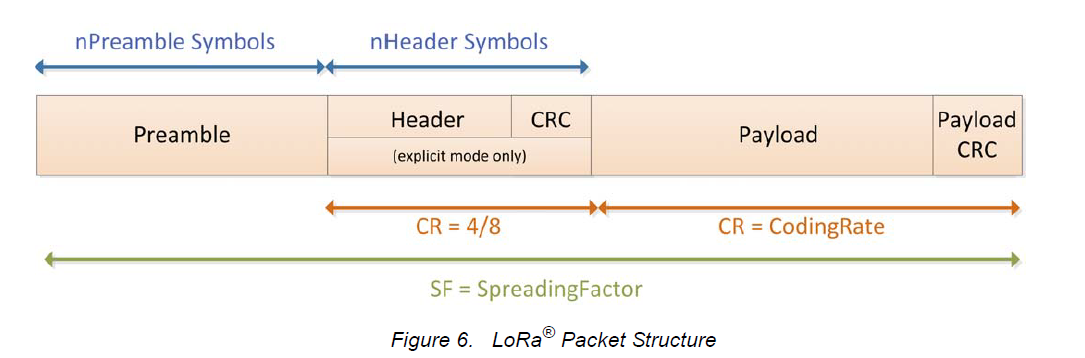 nPreamble Symbols
nHeader Symbols
Preamble
Header
CRC
(explicit mode only)
Payload
Payload
CRC
CR = 4/8
CR = CodingRate
SF = SpreadingFactor
Figure 6. LoRa® Packet Structure